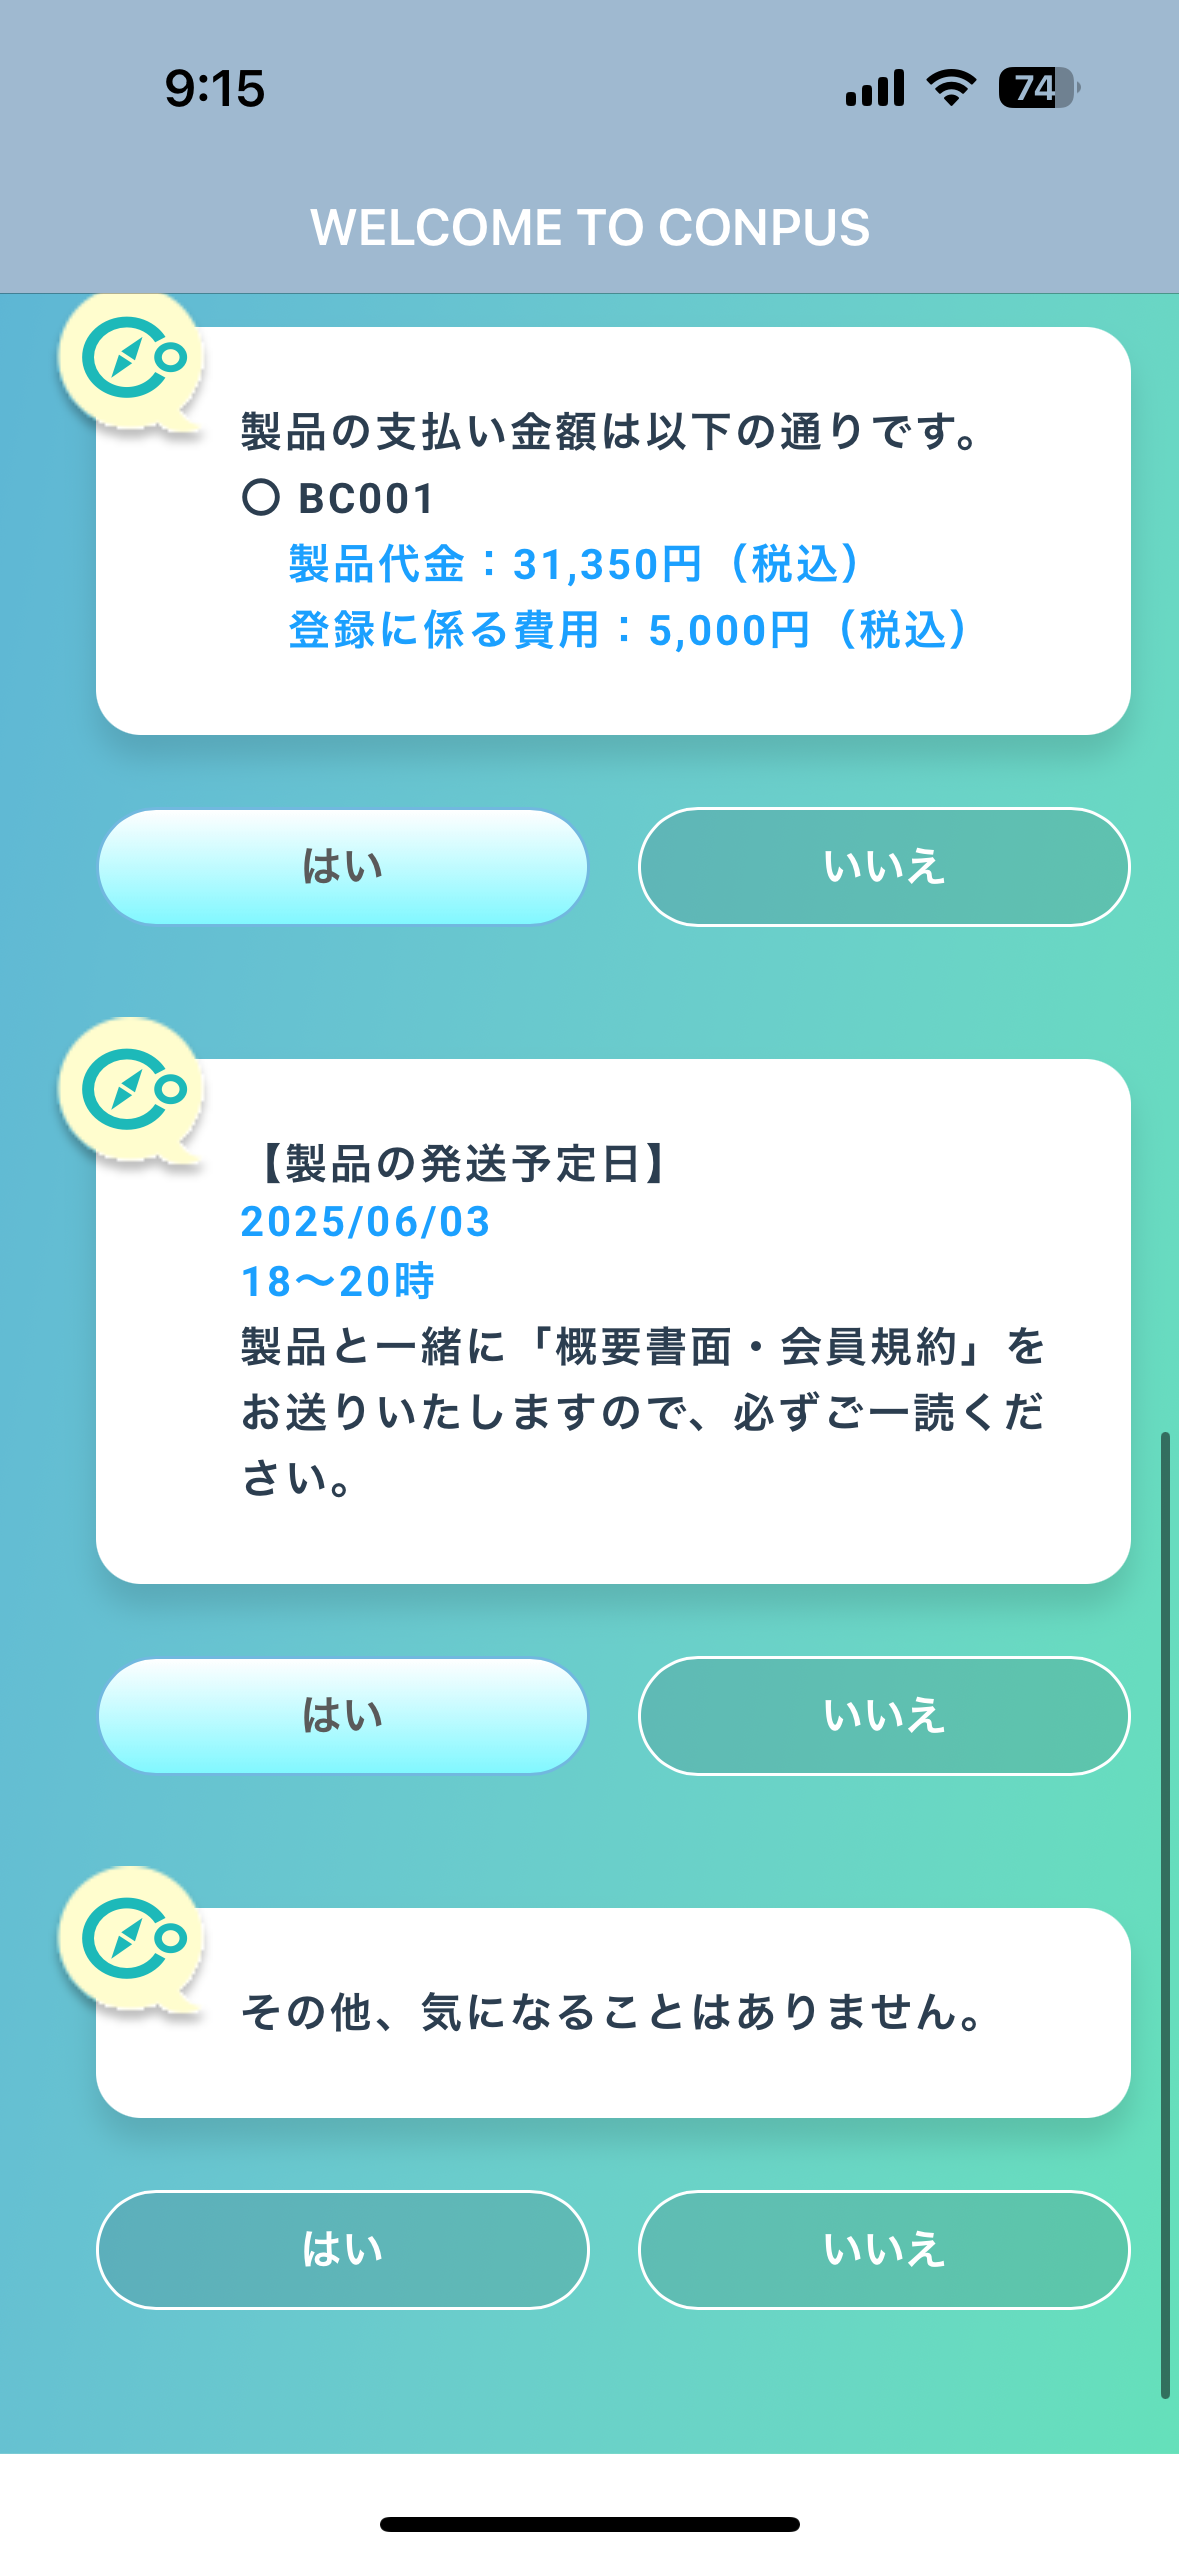 9:15
74
WELCOME TO CONPUS
製品の支払い金額は以下の通りです。
〇 BC001
製品代金：31,350円（税込）
登録に係る費用：5,000円（税込）
はい
いいえ
【製品の発送予定日】
2025/06/03
18〜20時
製品と一緒に「概要書面・会員規約」を
お送りいたしますので、必ずご一読くだ
さい。
はい
いいえ
その他、気になることはありません。
はい
いいえ